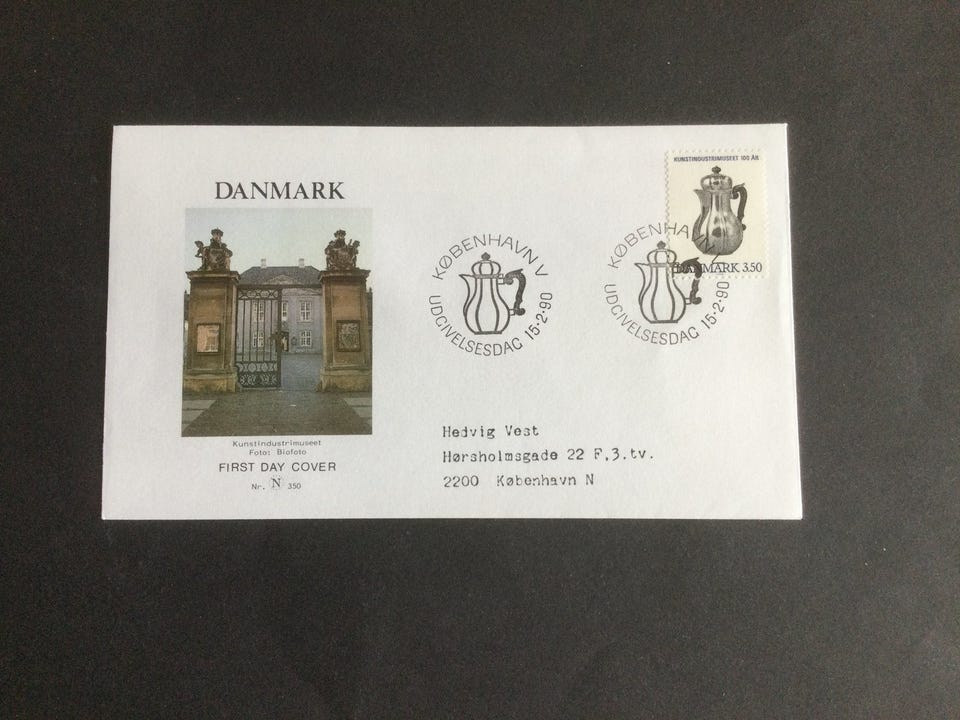 DANMARK
Kunstindustrimuseet
Foto: Biofoto
FIRST DAY COVER
Nr. N 350
KØBENHAVN V
UDGIVELSESDAG 15·2·90
KUNSTINDUSTRIMUSEET 100 ÅR
DANMARK 3.50
KØBENHAVN V
UDGIVELSESDAG 15·2·90
Hedvig Vest
Hørsholmsgade 22 F,3.tv.
2200 København N